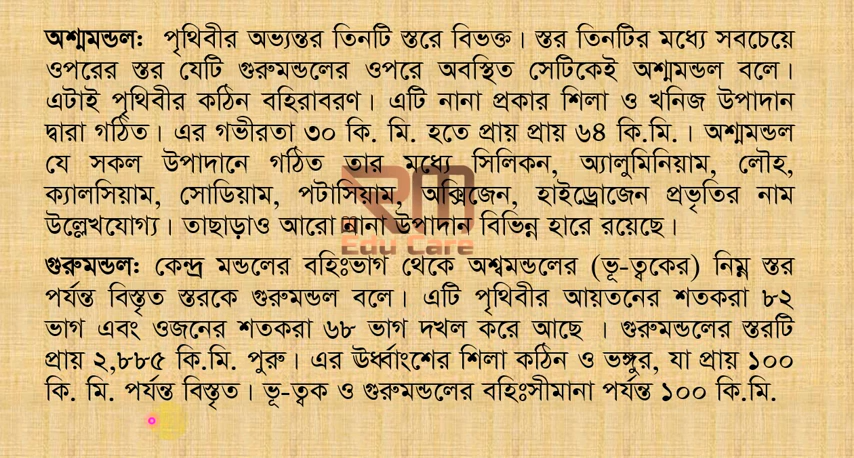 অশ্মমন্ডল: পৃথিবীর অভ্যন্তর তিনটি স্তরে বিভক্ত। স্তর তিনটির মধ্যে সবচেয়ে
ওপরের স্তর যেটি গুরুমন্ডলের ওপরে অবস্থিত সেটিকেই অশ্মমন্ডল বলে।
এটাই পৃথিবীর কঠিন বহিরাবরণ। এটি নানা প্রকার শিলা ও খনিজ উপাদান
দ্বারা গঠিত। এর গভীরতা ৩০ কি. মি. হতে প্রায় প্রায় ৬৪ কি.মি.। অশ্মমন্ডল
যে সকল উপাদানে গঠিত তার মধ্যে সিলিকন, অ্যালুমিনিয়াম, লৌহ,
ক্যালসিয়াম, সোডিয়াম, পটাসিয়াম, অক্সিজেন, হাইড্রোজেন প্রভৃতির নাম
উল্লেখযোগ্য। তাছাড়াও আরো নানা উপাদান বিভিন্ন হারে রয়েছে।
RM
Edu Care
গুরুমন্ডল: কেন্দ্র মন্ডলের বহিঃভাগ থেকে অশ্বমন্ডলের (ভূ-ত্বকের) নিম্ন স্তর
পর্যন্ত বিস্তৃত স্তরকে গুরুমন্ডল বলে। এটি পৃথিবীর আয়তনের শতকরা ৮২
ভাগ এবং ওজনের শতকরা ৬৮ ভাগ দখল করে আছে । গুরুমন্ডলের স্তরটি
প্রায় ২,৮৮৫ কি.মি. পুরু। এর ঊর্ধ্বাংশের শিলা কঠিন ও ভঙ্গুর, যা প্রায় ১০০
কি. মি. পর্যন্ত বিস্তৃত। ভূ-ত্বক ও গুরুমন্ডলের বহিঃসীমানা পর্যন্ত ১০০ কি.মি.